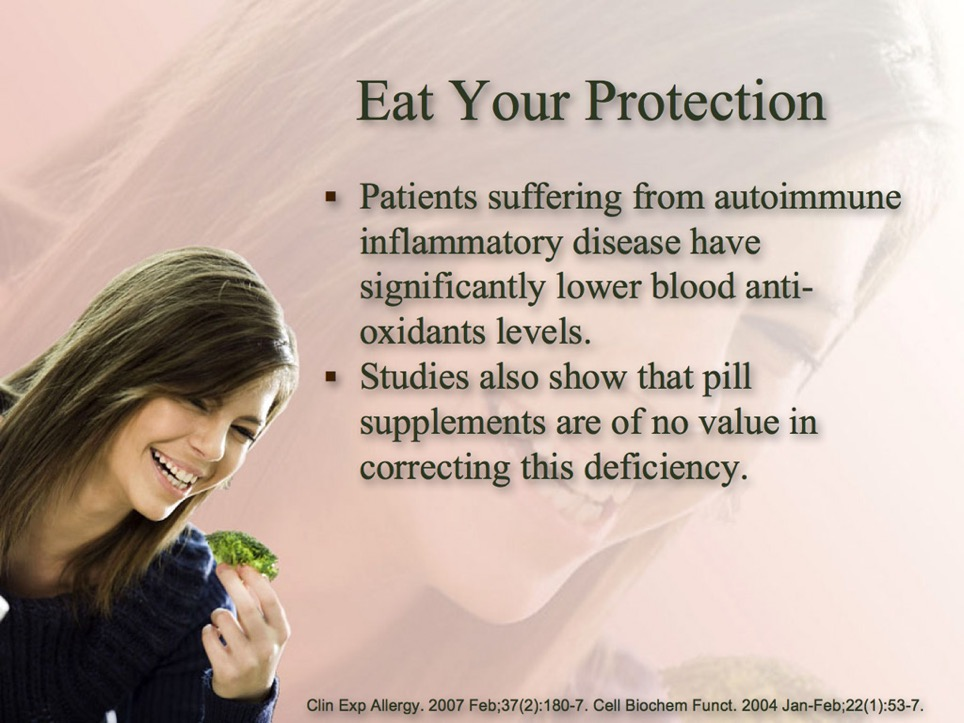 Eat Your Protection
▪ Patients suffering from autoimmune
inflammatory disease have
significantly lower blood anti-
oxidants levels.
▪ Studies also show that pill
supplements are of no value in
correcting this deficiency.
Clin Exp Allergy. 2007 Feb;37(2):180-7. Cell Biochem Funct. 2004 Jan-Feb;22(1):53-7.